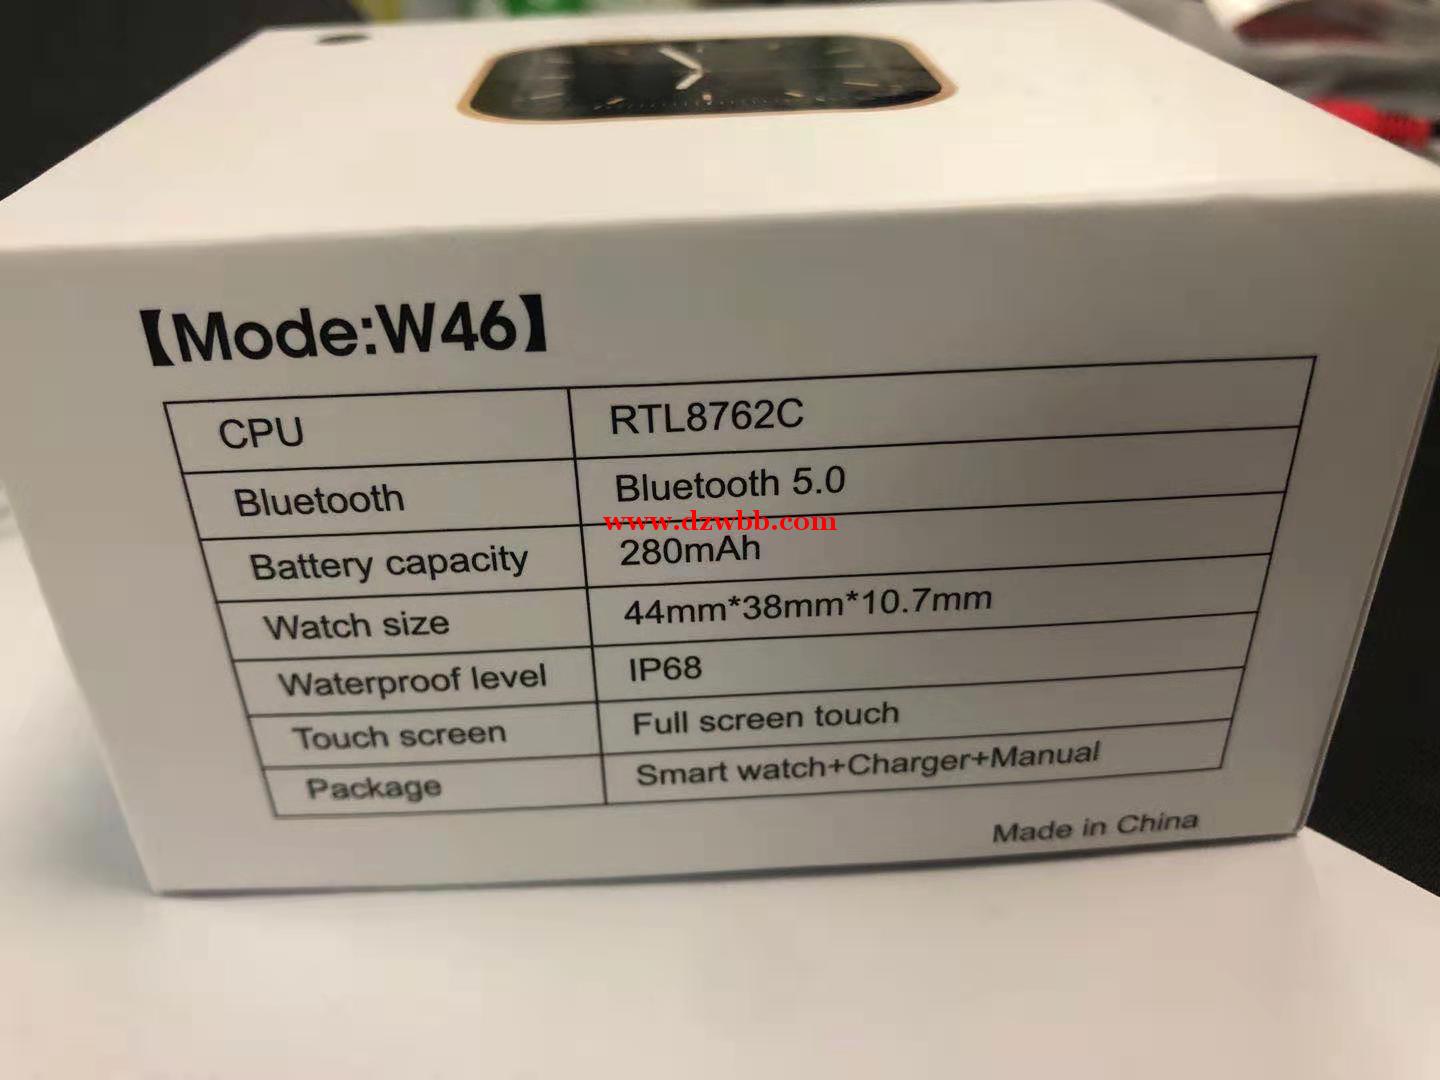 【Mode:W46】
CPU RTL8762C
Bluetooth Bluetooth 5.0
www.dzwbb.com
Battery capacity 280mAh
Watch size 44mm*38mm*10.7mm
Waterproof level IP68
Touch screen Full screen touch
Package Smart watch+Charger+Manual
Made in China